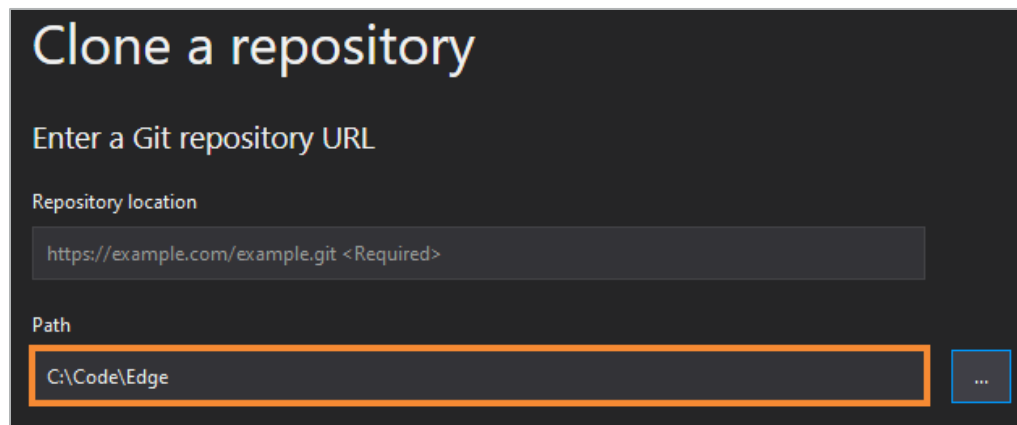 Clone a repository
Enter a Git repository URL
Repository location
https://example.com/example.git <Required>
Path
C:\Code\Edge
...